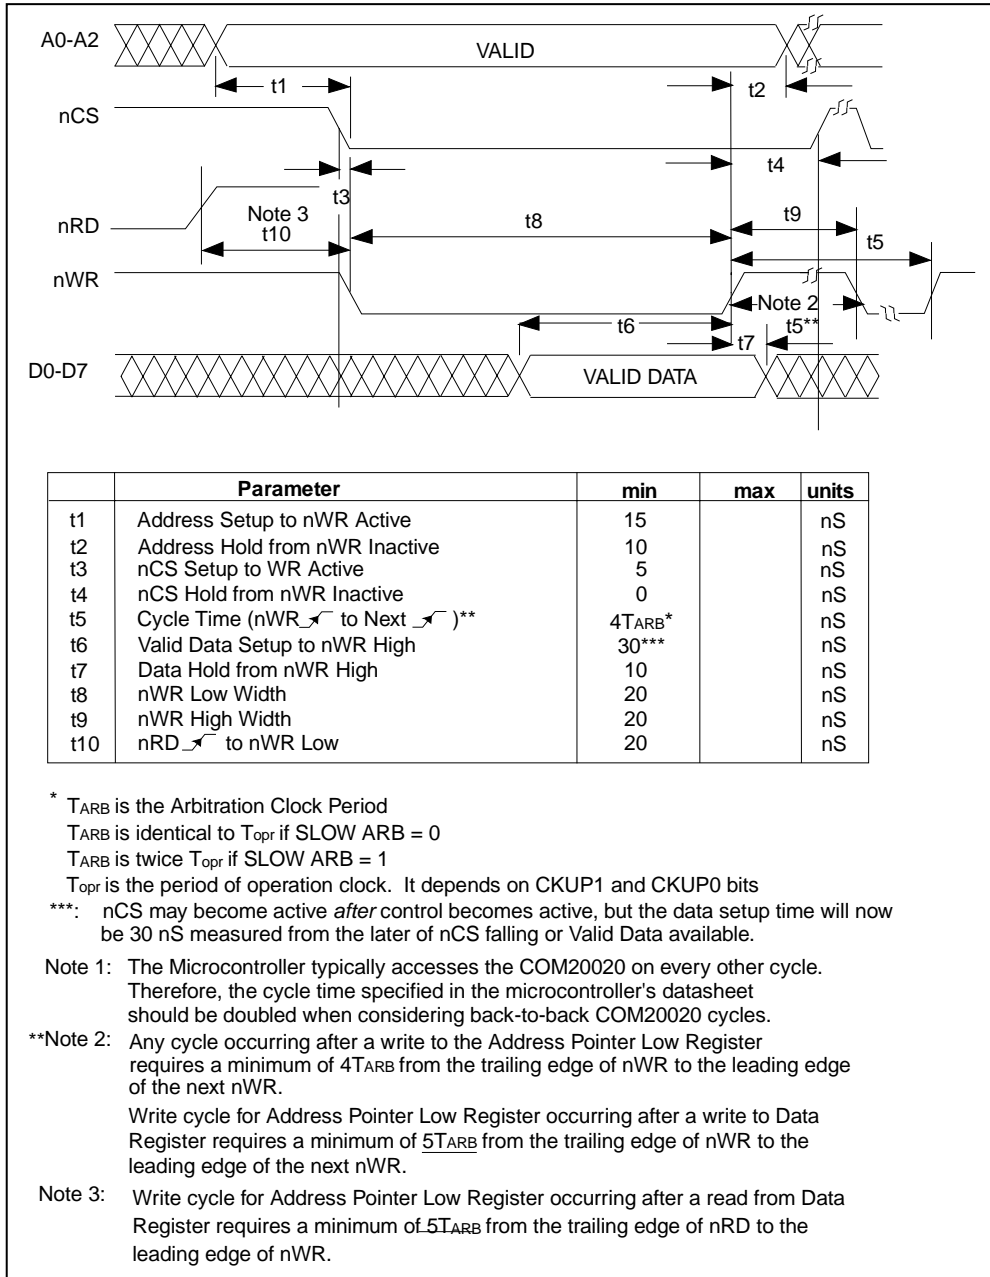 A0-A2
VALID
t1
t2
nCS
t4
t3
nRD
Note 3
t10
t8
t9
t5
nWR
Note 2
t5**
t6
t7
D0-D7
VALID DATA
Parameter min max units
t1 Address Setup to nWR Active 15 nS
t2 Address Hold from nWR Inactive 10 nS
t3 nCS Setup to WR Active 5 nS
t4 nCS Hold from nWR Inactive 0 nS
t5 Cycle Time (nWR to Next )** 4TARB* nS
t6 Valid Data Setup to nWR High 30*** nS
t7 Data Hold from nWR High 10 nS
t8 nWR Low Width 20 nS
t9 nWR High Width 20 nS
t10 nRD to nWR Low 20 nS
* TARB is the Arbitration Clock Period
TARB is identical to Topr if SLOW ARB = 0
TARB is twice Topr if SLOW ARB = 1
Topr is the period of operation clock. It depends on CKUP1 and CKUP0 bits
***: nCS may become active after control becomes active, but the data setup time will now
be 30 nS measured from the later of nCS falling or Valid Data available.
Note 1: The Microcontroller typically accesses the COM20020 on every other cycle.
Therefore, the cycle time specified in the microcontroller's datasheet
should be doubled when considering back-to-back COM20020 cycles.
**Note 2: Any cycle occurring after a write to the Address Pointer Low Register
requires a minimum of 4TARB from the trailing edge of nWR to the leading edge
of the next nWR.
Write cycle for Address Pointer Low Register occurring after a write to Data
Register requires a minimum of 5TARB from the trailing edge of nWR to the
leading edge of the next nWR.
Note 3: Write cycle for Address Pointer Low Register occurring after a read from Data
Register requires a minimum of 5TARB from the trailing edge of nRD to the
leading edge of nWR.